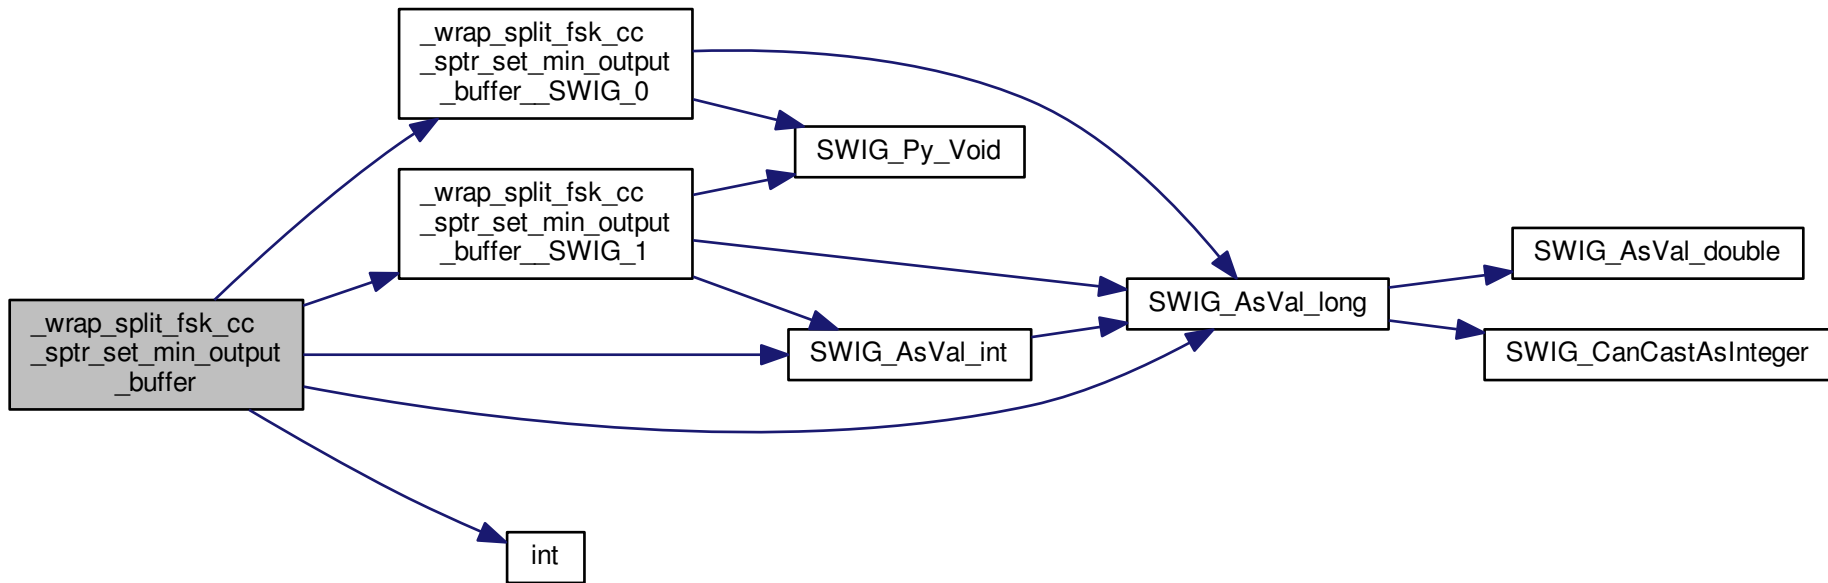 _wrap_split_fsk_cc
_sptr_set_min_output
_buffer__SWIG_0
SWIG_Py_Void
_wrap_split_fsk_cc
_sptr_set_min_output
_buffer__SWIG_1
SWIG_AsVal_double
SWIG_AsVal_long
_wrap_split_fsk_cc
_sptr_set_min_output
_buffer
SWIG_AsVal_int
SWIG_CanCastAsInteger
int